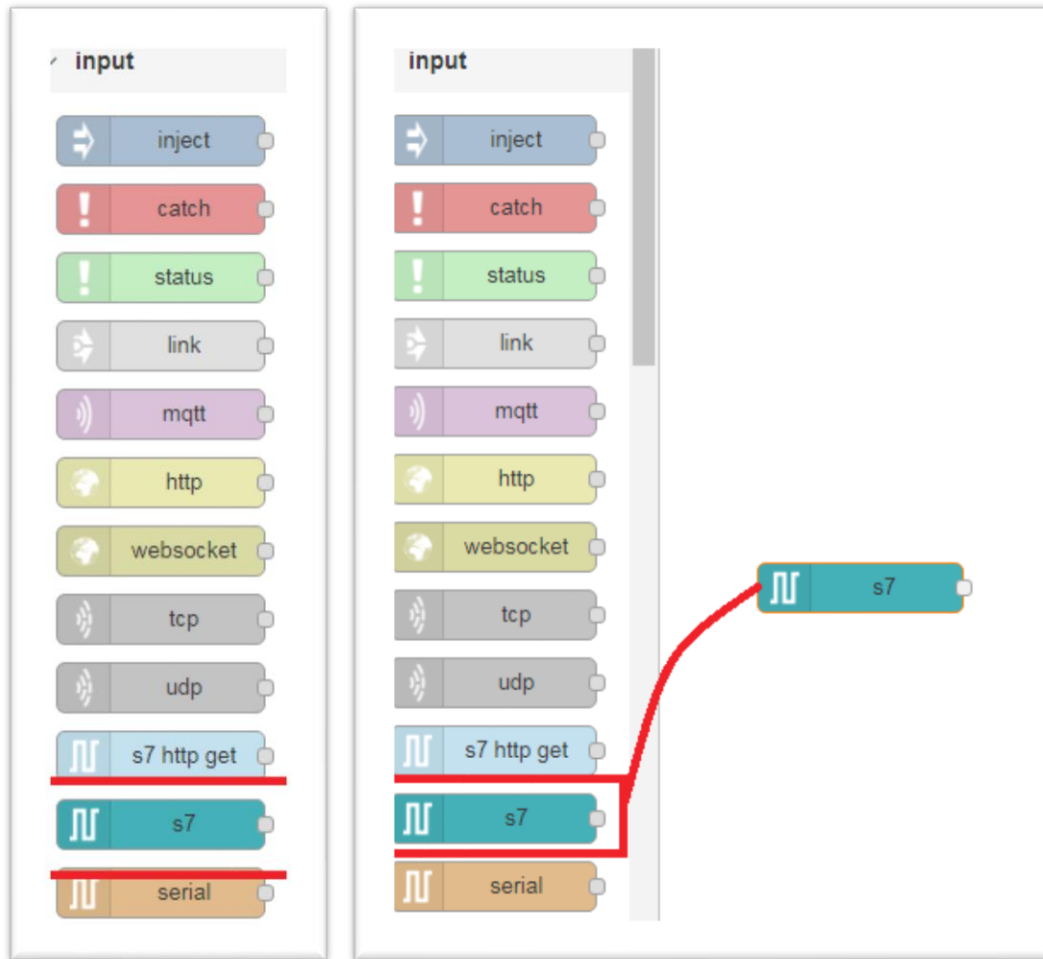 input
inject
catch
status
link
mqtt
http
websocket
tcp
udp
s7 http get
s7
serial
input
inject
catch
status
link
mqtt
http
websocket
tcp
udp
s7 http get
s7
serial
s7